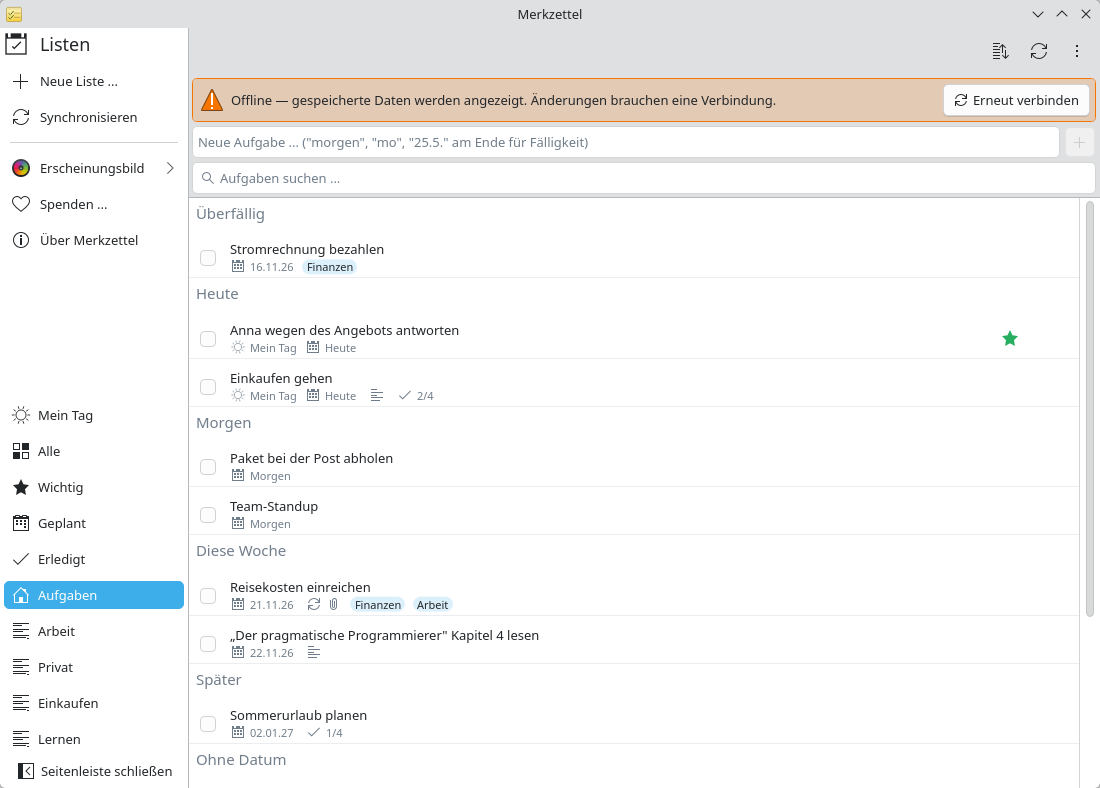 Merkzettel
Listen
Neue Liste ...
Synchronisieren
Erscheinungsbild
Spenden ...
Über Merkzettel
Mein Tag
Alle
Wichtig
Geplant
Erledigt
Aufgaben
Arbeit
Privat
Einkaufen
Lernen
Seitenleiste schließen
Offline — gespeicherte Daten werden angezeigt. Änderungen brauchen eine Verbindung.
Erneut verbinden
Neue Aufgabe ... ("morgen", "mo", "25.5." am Ende für Fälligkeit)
Aufgaben suchen ...
Überfällig
Stromrechnung bezahlen
16.11.26 Finanzen
Heute
Anna wegen des Angebots antworten
Mein Tag Heute
Einkaufen gehen
Mein Tag Heute 2/4
Morgen
Paket bei der Post abholen
Morgen
Team-Standup
Morgen
Diese Woche
Reisekosten einreichen
21.11.26 Finanzen Arbeit
„Der pragmatische Programmierer" Kapitel 4 lesen
22.11.26
Später
Sommerurlaub planen
02.01.27 1/4
Ohne Datum